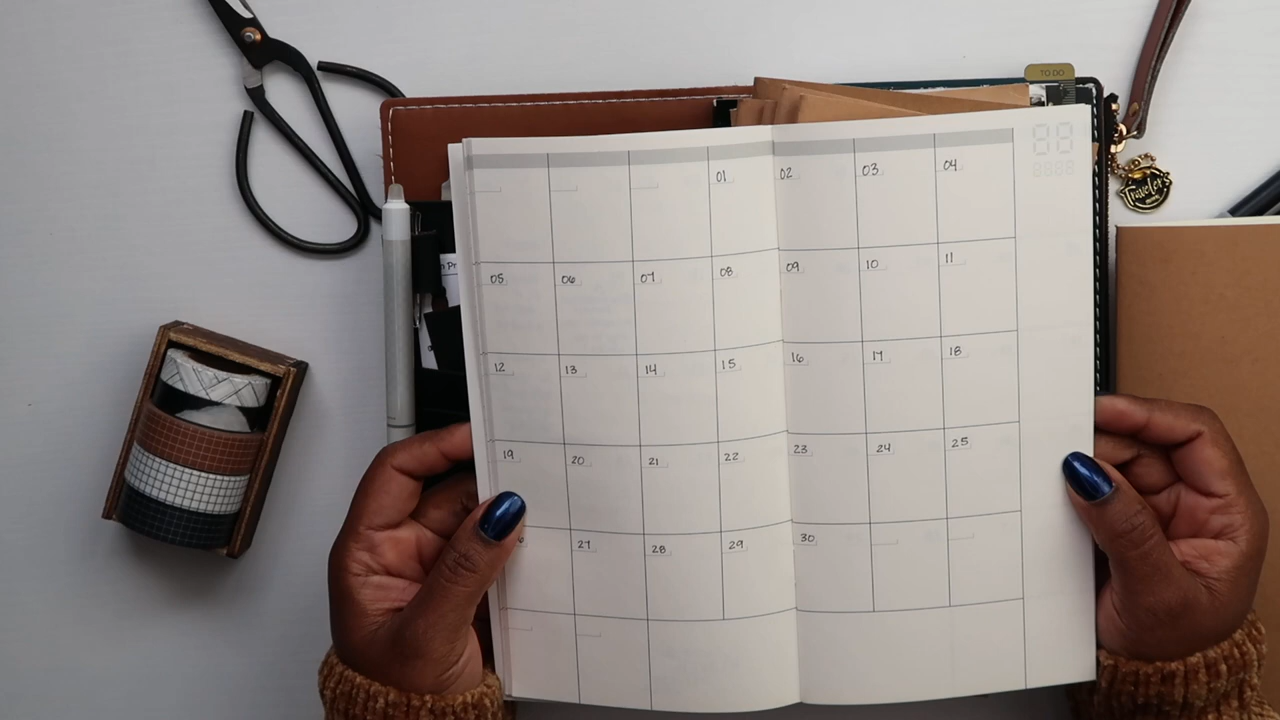 TO DO
01 02 03 04
Traveler's
05 06 07 08 09 10 11
12 13 14 15 16 17 18
19 20 21 22 23 24 25
27 28 29 30